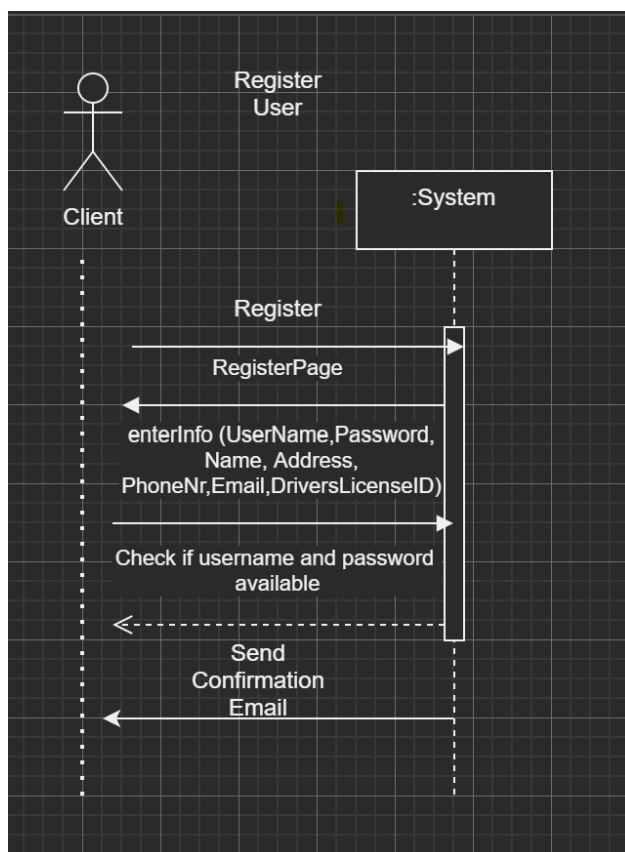 Register
User
Client
:System
Register
RegisterPage
enterInfo (UserName,Password,
Name, Address,
PhoneNr,Email,DriversLicenseID)
Check if username and password
available
Send
Confirmation
Email